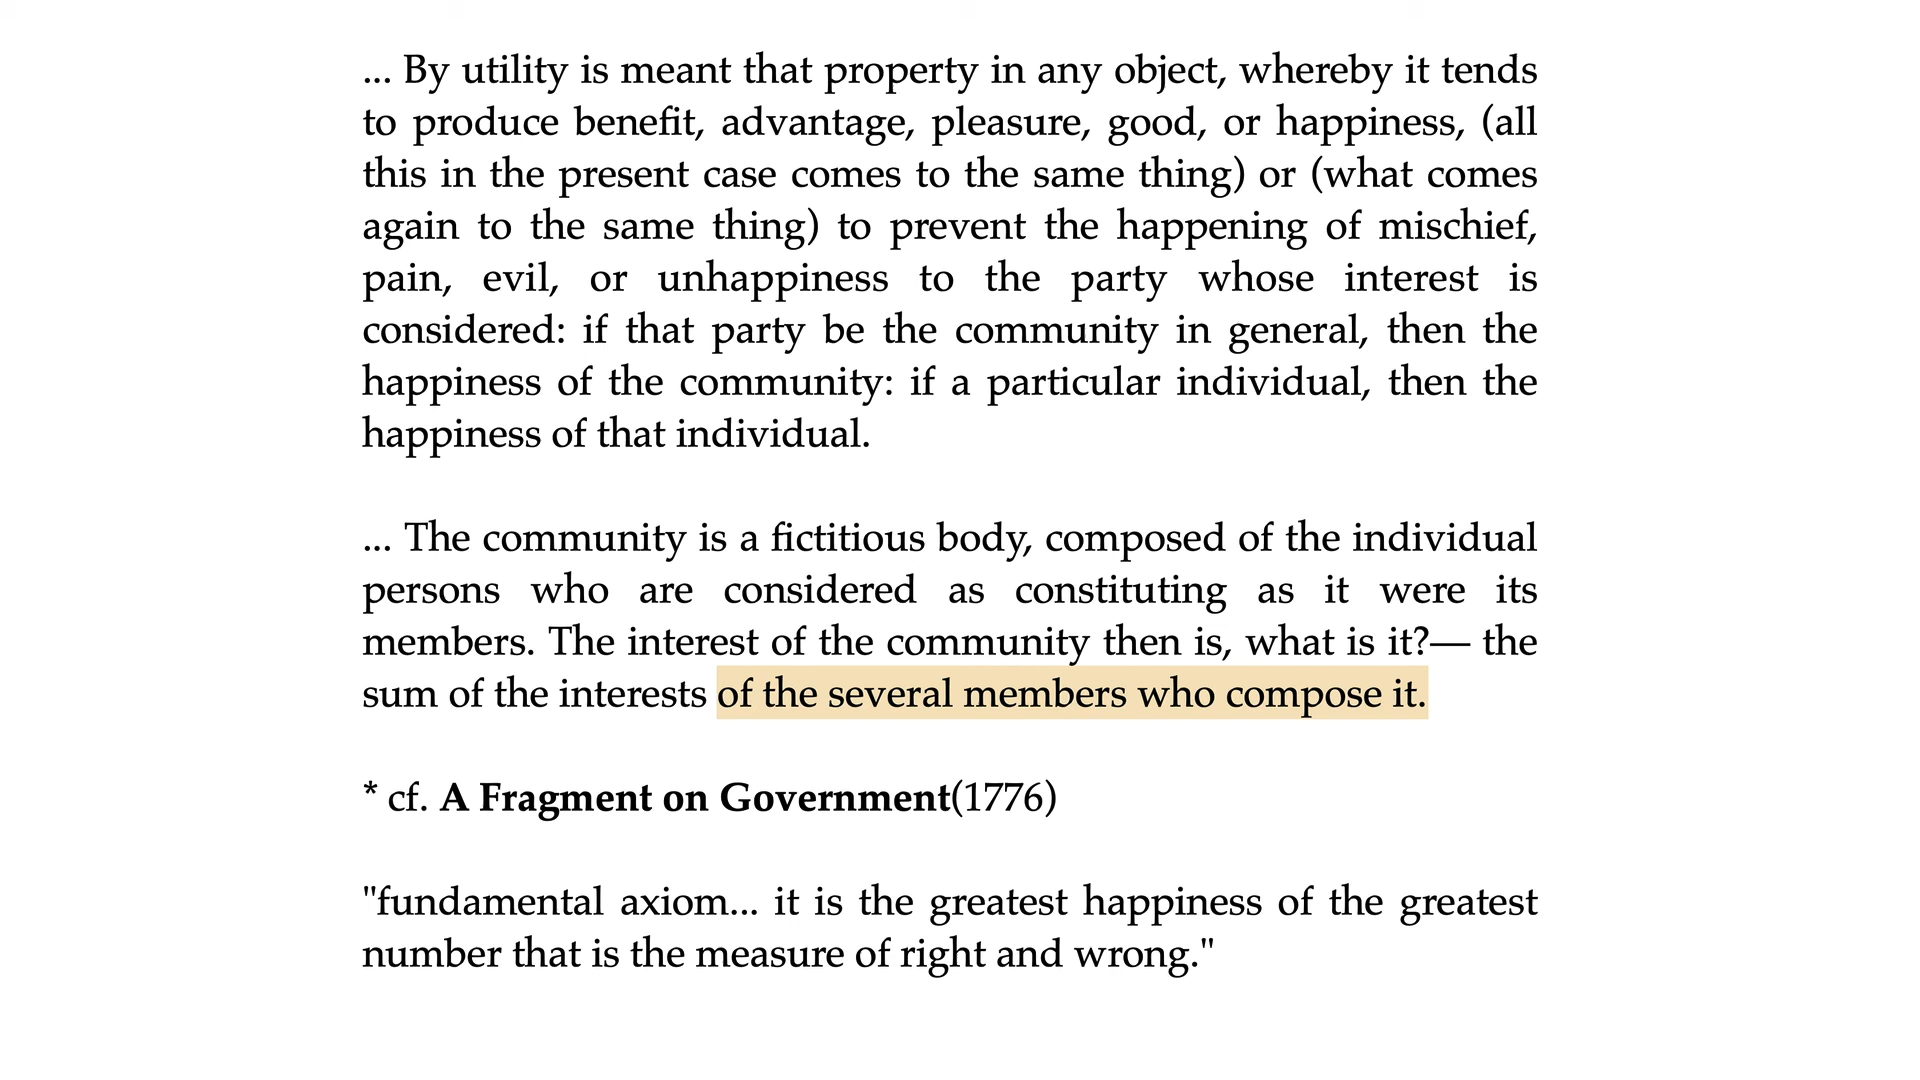 ... By utility is meant that property in any object, whereby it tends
to produce benefit, advantage, pleasure, good, or happiness, (all
this in the present case comes to the same thing) or (what comes
again to the same thing) to prevent the happening of mischief,
pain, evil, or unhappiness to the party whose interest is
considered: if that party be the community in general, then the
happiness of the community: if a particular individual, then the
happiness of that individual.
... The community is a fictitious body, composed of the individual
persons who are considered as constituting as it were its
members. The interest of the community then is, what is it?— the
sum of the interests of the several members who compose it.
* cf. A Fragment on Government(1776)
"fundamental axiom... it is the greatest happiness of the greatest
number that is the measure of right and wrong."